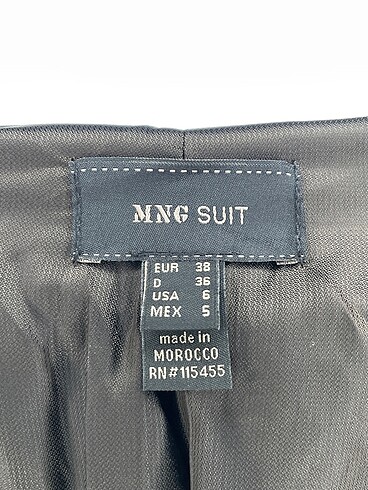 MNG SUIT
EUR 38
D 36
USA 6
MEX 5
made in
MOROCCO
RN#115455